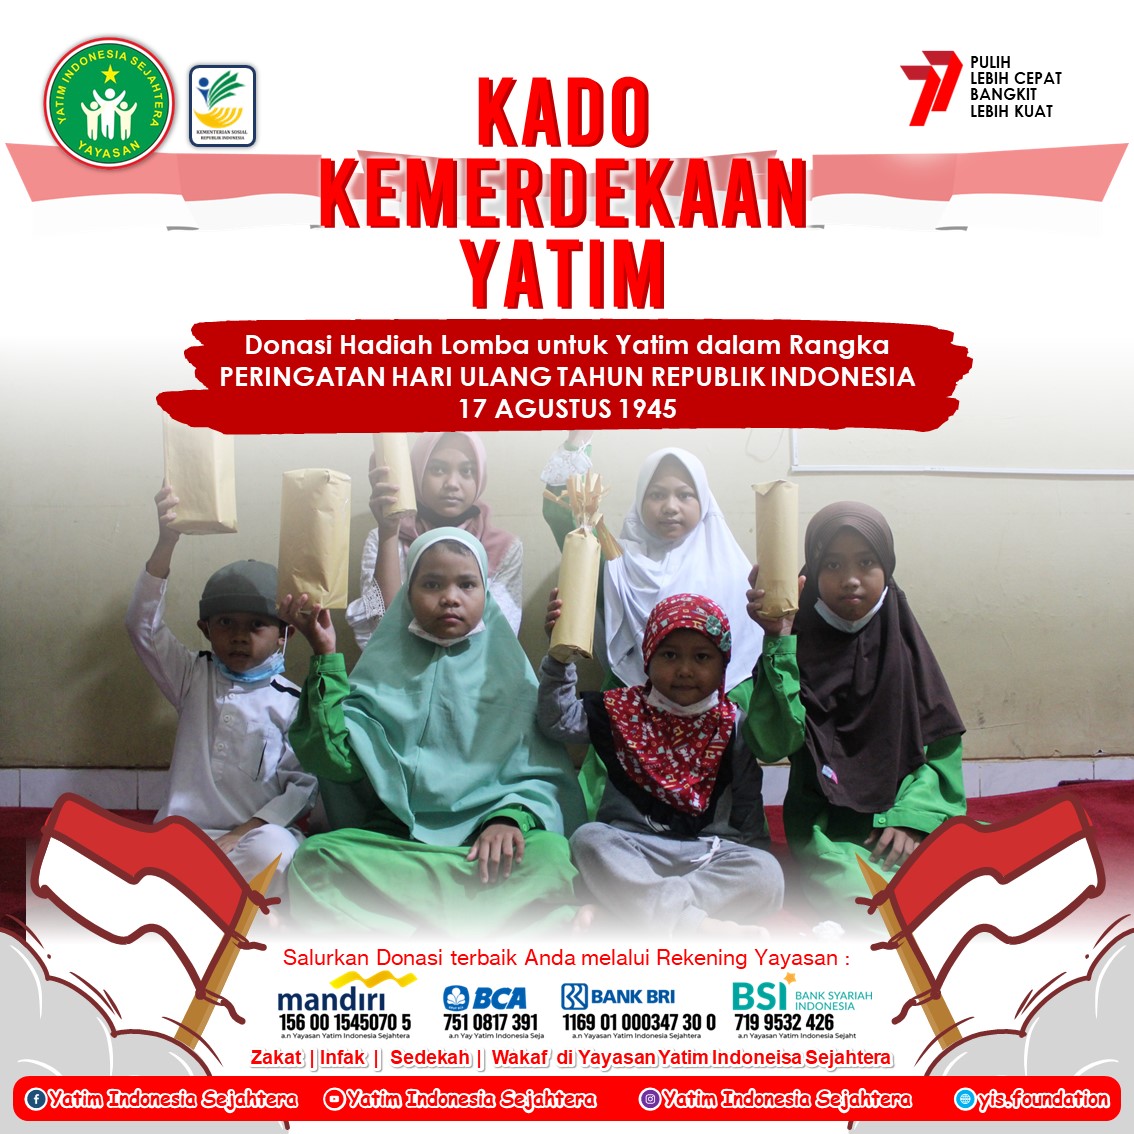 YATIM INDONESIA SEJAHTERA
YAYASAN
KEMENTERIAN SOSIAL
REPUBLIK INDONESIA
77
PULIH
LEBIH CEPAT
BANGKIT
LEBIH KUAT
KADO
KEMERDEKAAN
YATIM
Donasi Hadiah Lomba untuk Yatim dalam Rangka
PERINGATAN HARI ULANG TAHUN REPUBLIK INDONESIA
17 AGUSTUS 1945
Salurkan Donasi terbaik Anda melalui Rekening Yayasan :
mandiri
156 00 1545070 5
a.n Yayasan Yatim Indonesia Sejahtera
BCA
751 0817 391
a.n Yay Yatim Indonesia Seja
BANK BRI
1169 01 000347 30 0
a.n Yayasan Yatim Indonesia Sejahtera
BSI BANK SYARIAH
INDONESIA
719 9532 426
a.n Yayasan Yatim Indonesia Sejaht
Zakat | Infak | Sedekah | Wakaf di Yayasan Yatim Indoneisa Sejahtera
Yatim Indonesia Sejahtera Yatim Indonesia Sejahtera Yatim Indonesia Sejahtera yis.foundation